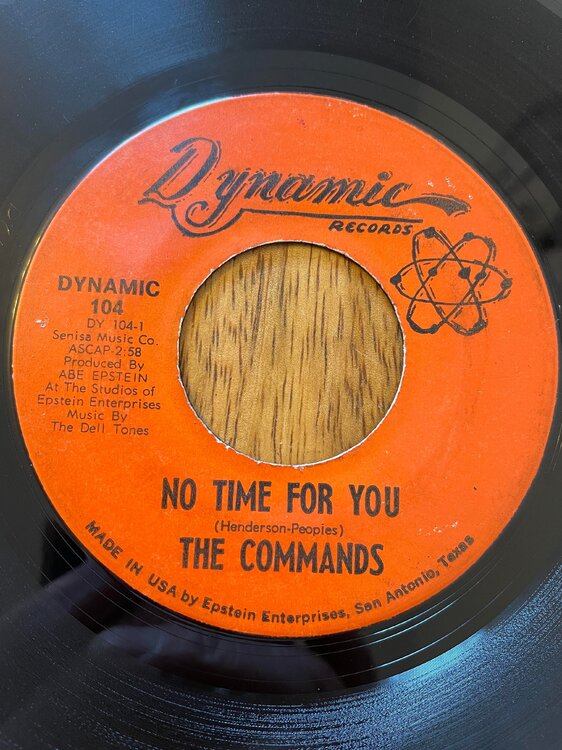 Dynamic
RECORDS
DYNAMIC
104
DY 104-1
Senisa Music Co.
ASCAP-2:58
Produced By
ABE EPSTEIN
At The Studios of
Epstein Enterprises
Music By
The Dell Tones
NO TIME FOR YOU
(Henderson-Peoples)
THE COMMANDS
MADE IN USA by Epstein Enterprises, San Antonio, Texas